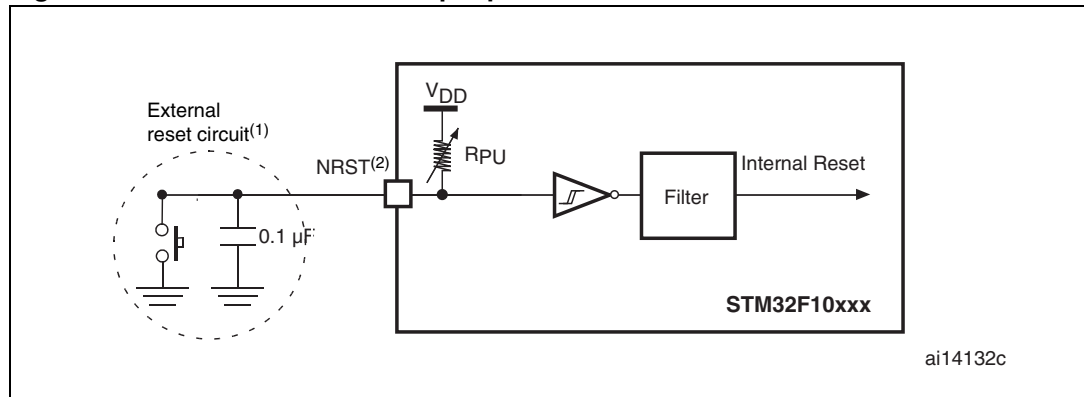 External
reset circuit(1)
NRST(2)
VDD
RPU
0.1 µF
Filter
Internal Reset
STM32F10xxx
ai14132c